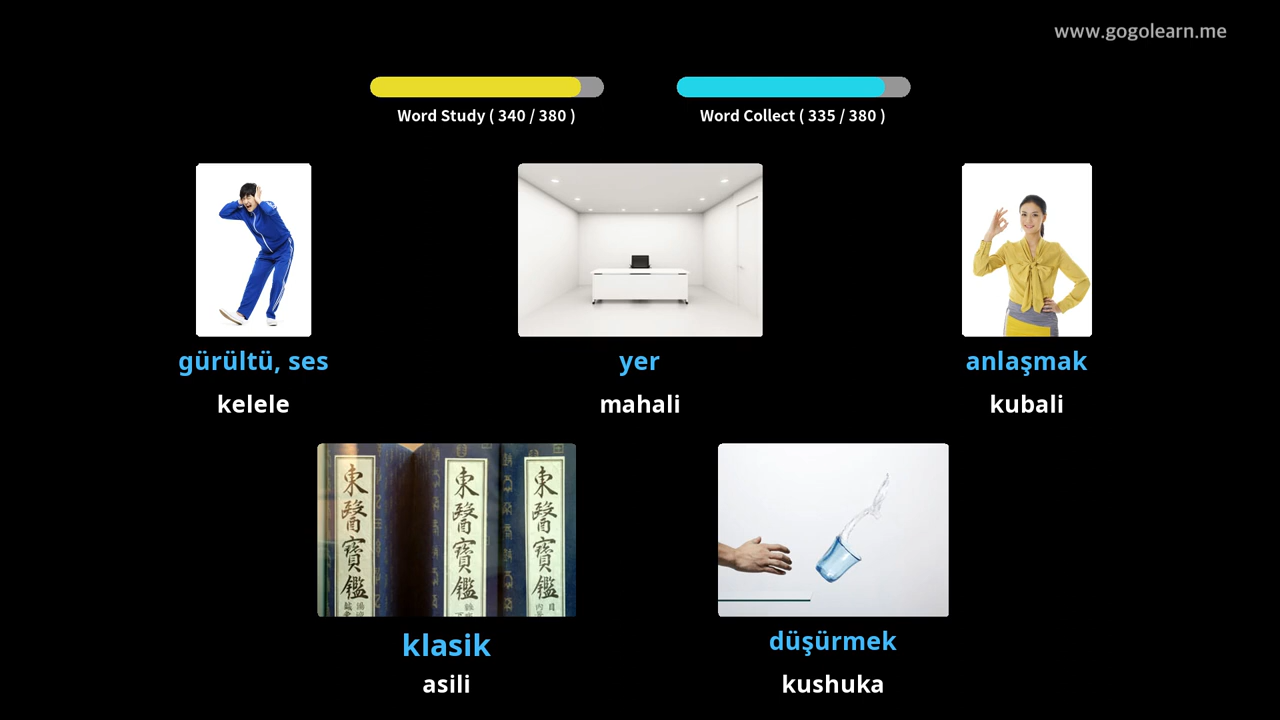 www.gogolearn.me
Word Study ( 340 / 380 )
Word Collect ( 335 / 380 )
gürültü, ses
yer
anlaşmak
kelele
mahali
kubali
東醫寶鑑
東醫寶鑑
東醫寶鑑
klasik
düşürmek
asili
kushuka